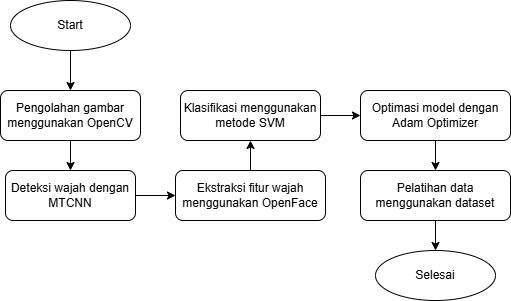 Start
Pengolahan gambar
menggunakan OpenCV
Deteksi wajah dengan
MTCNN
Ekstraksi fitur wajah
menggunakan OpenFace
Klasifikasi menggunakan
metode SVM
Optimasi model dengan
Adam Optimizer
Pelatihan data
menggunakan dataset
Selesai